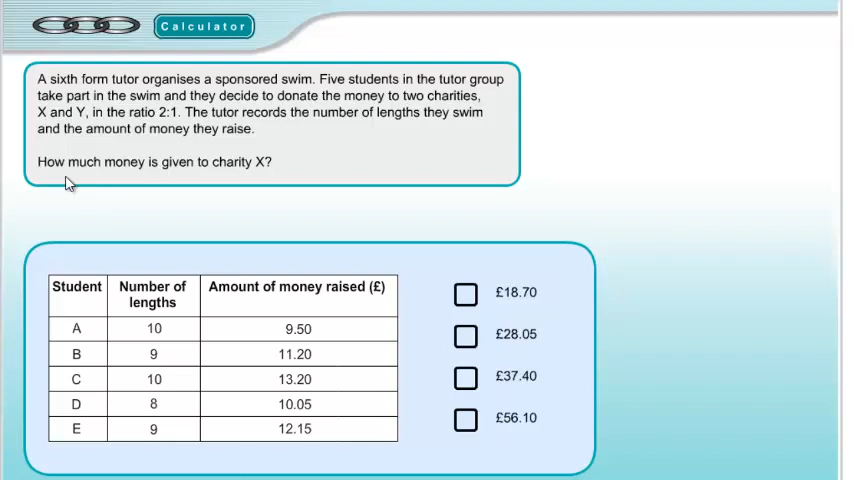 Calculator
A sixth form tutor organises a sponsored swim. Five students in the tutor group
take part in the swim and they decide to donate the money to two charities,
X and Y, in the ratio 2:1. The tutor records the number of lengths they swim
and the amount of money they raise.
How much money is given to charity X?
Student Number of lengths Amount of money raised (£)
A 10 9.50
B 9 11.20
C 10 13.20
D 8 10.05
E 9 12.15
£18.70
£28.05
£37.40
£56.10